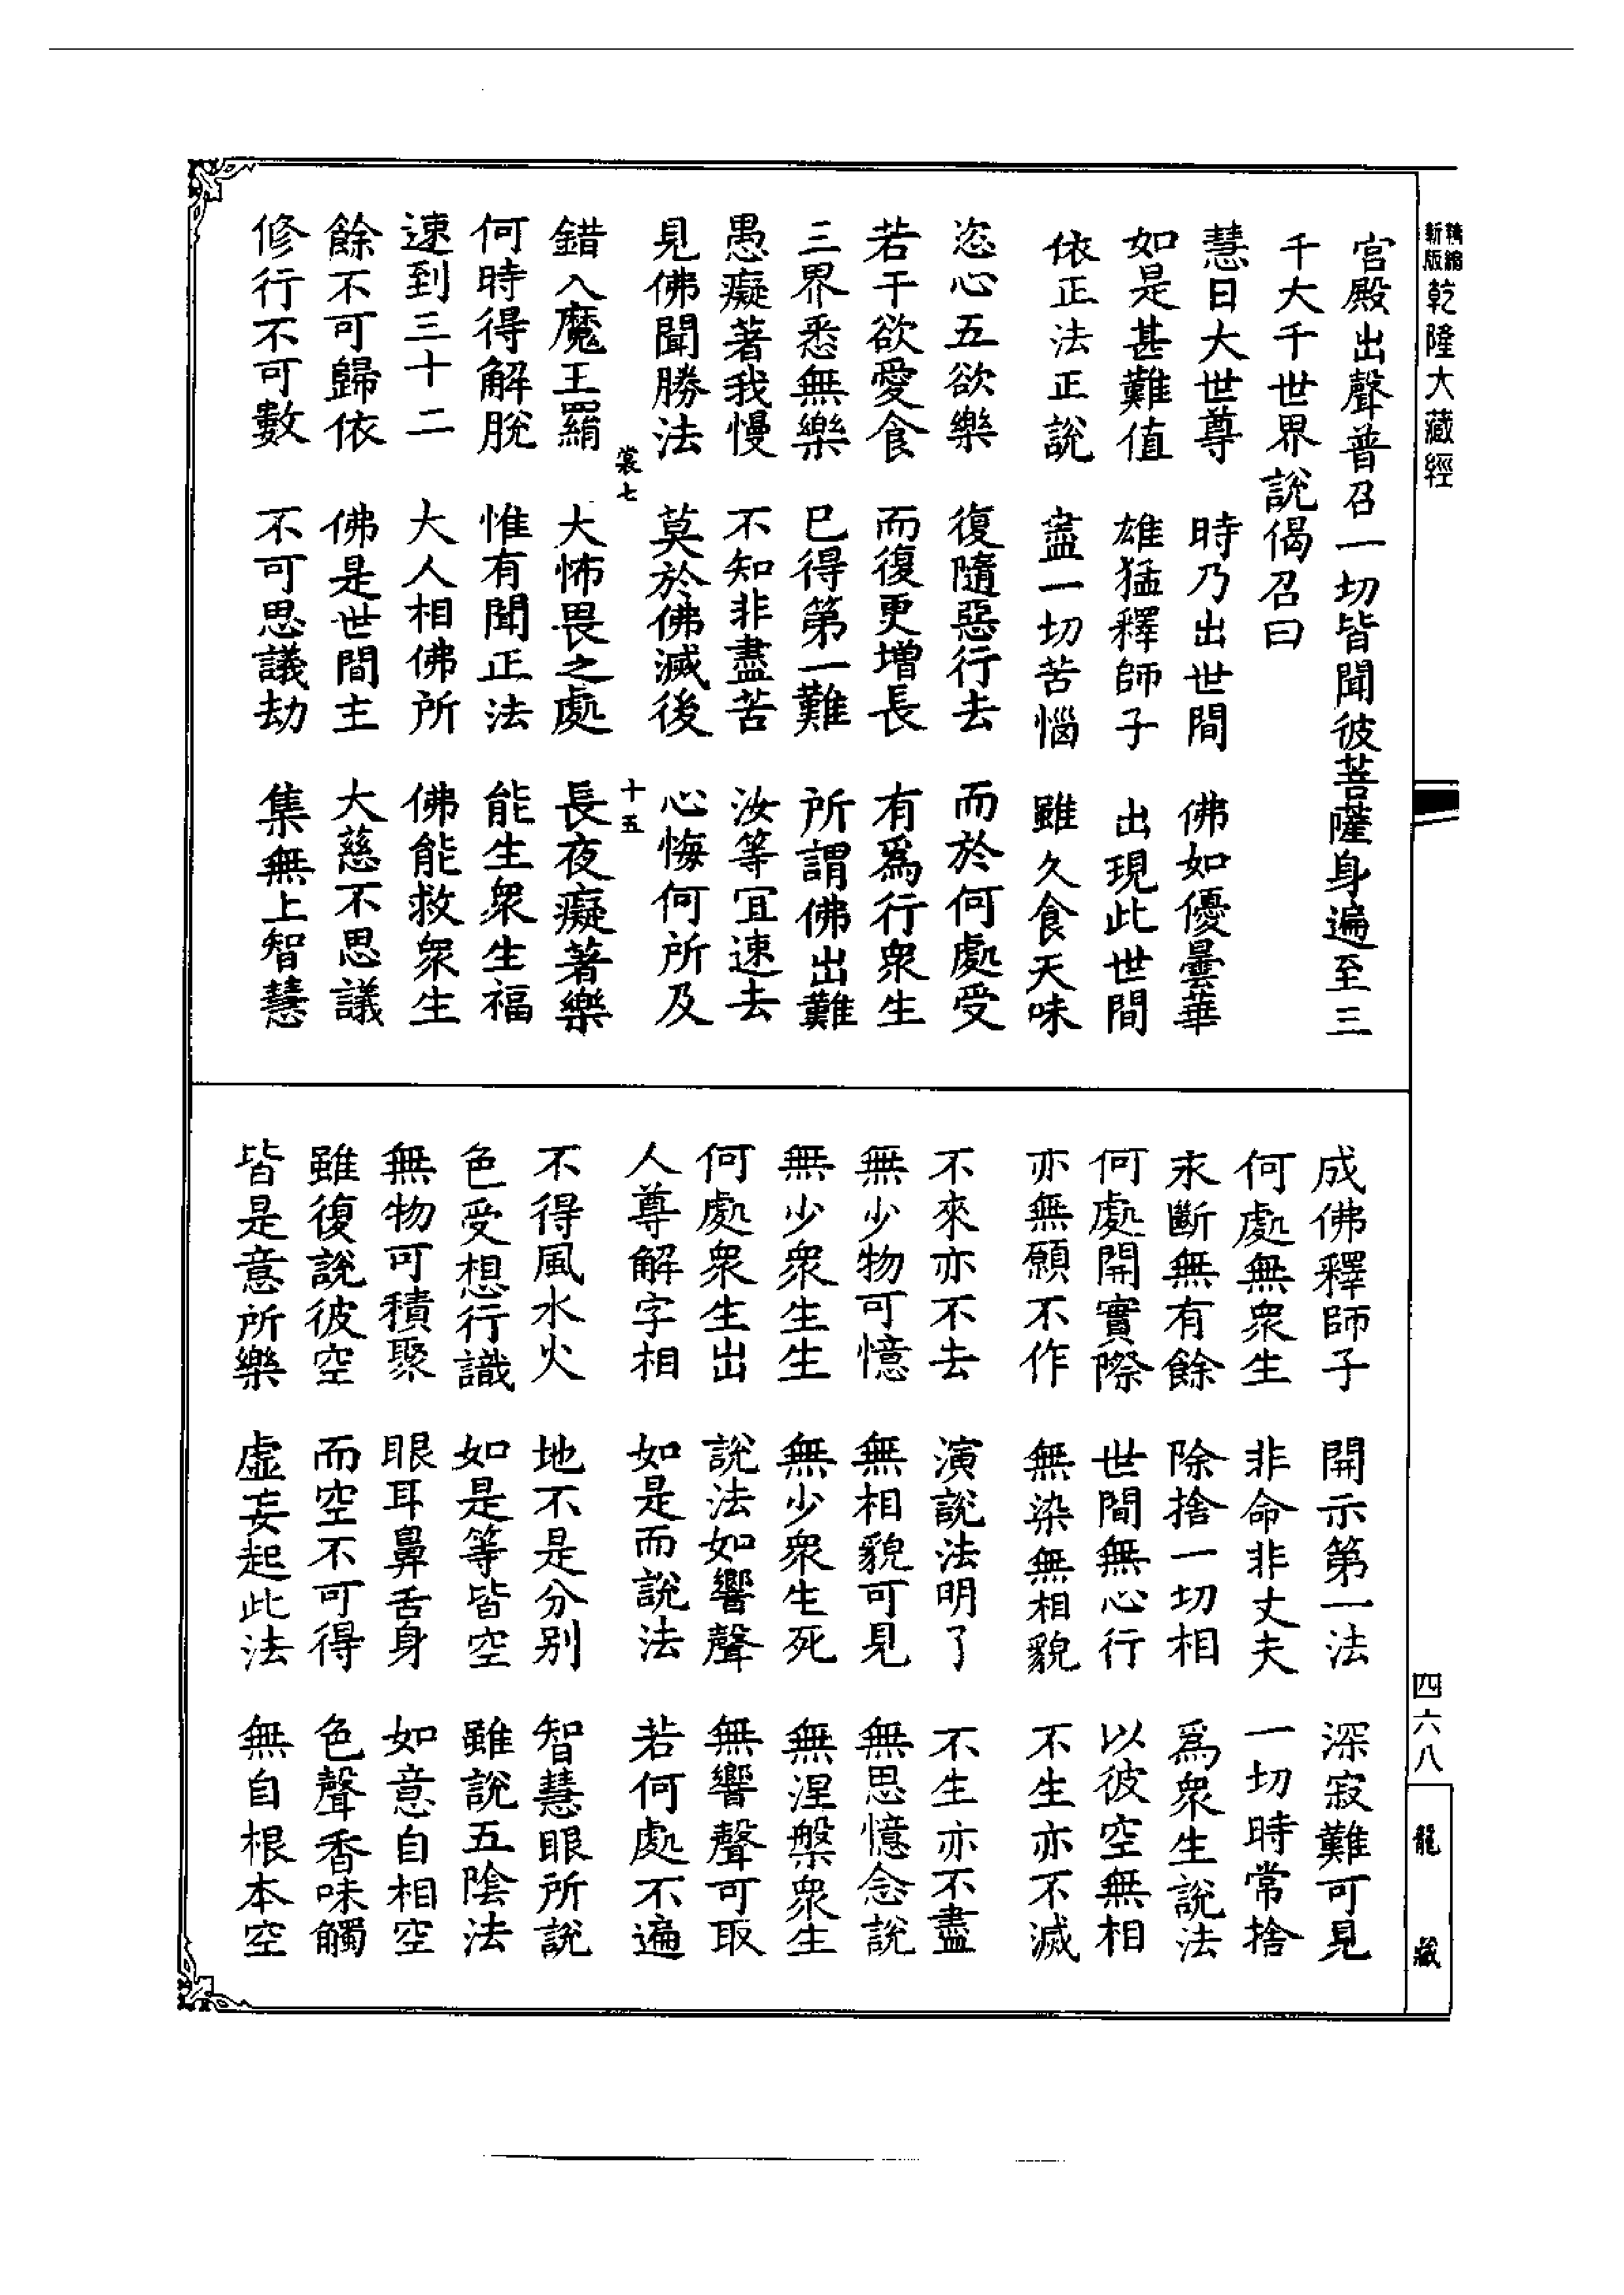 精縮新版乾隆大藏經
宮殿出聲普召一切皆聞彼菩薩身遍至三
千大千世界說偈召曰
慧日大世尊　時乃出世間　佛如優曇華
如是甚難值　雄猛釋師子　出現此世間
依正法正說　盡一切苦惱　雖久食天味
恣心五欲樂　復隨惡行去　而於何處受
若干欲愛食　而復更增長　有爲行衆生
三界悉無樂　已得第一難　所謂佛出難
愚癡著我慢　不知非盡苦　汝等宜速去
見佛聞勝法　莫於佛滅後　心悔何所及
裳七　十五
錯入魔王羂　大怖畏之處　長夜癡著樂
何時得解脫　惟有聞正法　能生衆生福
速到三十二　大人相佛所　佛能救衆生
餘不可歸依　佛是世間主　大慈不思議
修行不可數　不可思議劫　集無上智慧
成佛釋師子　開示第一法　深寂難可見
何處無衆生　非命非丈夫　一切時常捨
永斷無有餘　除捨一切相　爲衆生說法
何處開實際　世間無心行　以彼空無相
亦無願不作　無染無相貌　不生亦不滅
不來亦不去　演說法明了　不生亦不盡
無少物可憶　無相貌可見　無思憶念說
無少衆生生　無少衆生死　無涅槃衆生
何處衆生出　說法如響聲　無響聲可取
人尊解字相　如是而說法　若何處不遍
不得風水火　地不是分別　智慧眼所說
色受想行識　如是等皆空　雖說五陰法
無物可積聚　眼耳鼻舌身　如意自相空
雖復說彼空　而空不可得　色聲香味觸
皆是意所樂　虛妄起此法　無自根本空
四六八
龍藏